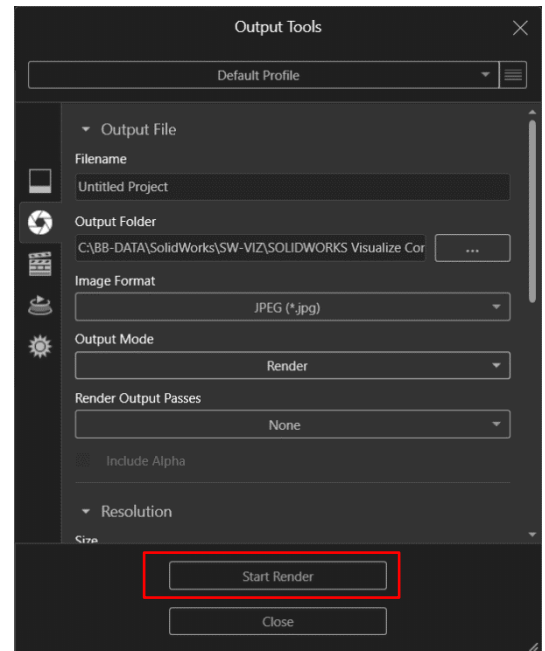 Output Tools
Default Profile
Output File
Filename
Untitled Project
Output Folder
C:\BB-DATA\SolidWorks\SW-VIZ\SOLIDWORKS Visualize Cor
...
Image Format
JPEG (*.jpg)
Output Mode
Render
Render Output Passes
None
Include Alpha
Resolution
Size
Start Render
Close